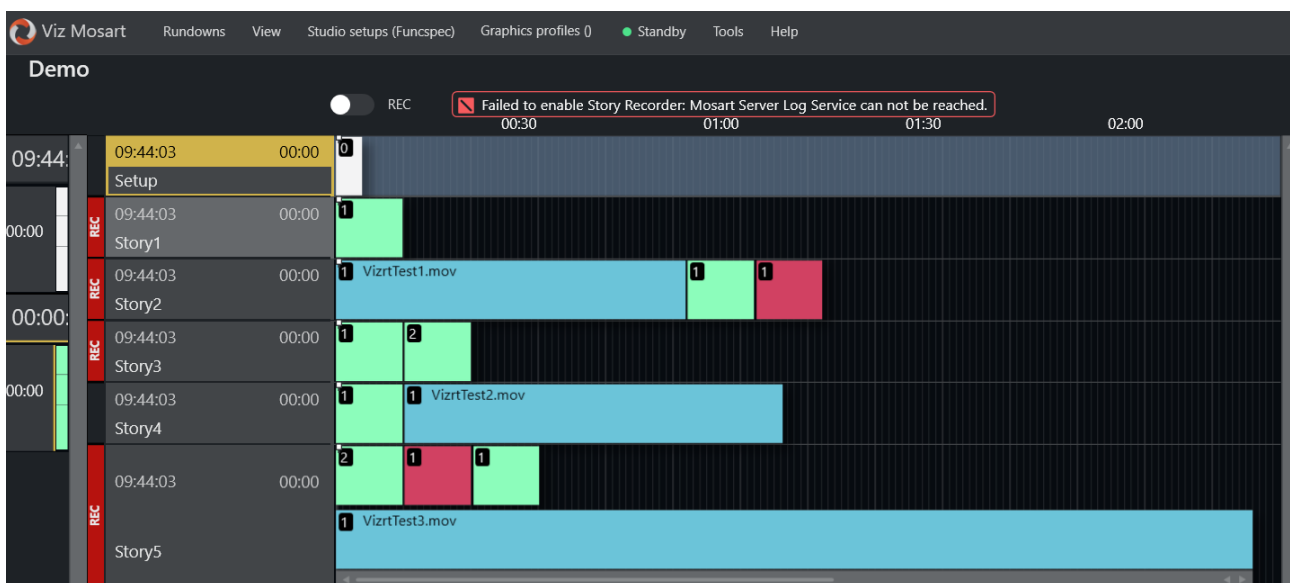 Viz Mosart Rundowns View Studio setups (Funcspec) Graphics profiles () Standby Tools Help
Demo
REC Failed to enable Story Recorder: Mosart Server Log Service can not be reached.
00:30 01:00 01:30 02:00
09:44: 09:44:03 00:00 0
Setup
00:00 REC 09:44:03 00:00 1
Story1
REC 09:44:03 00:00 1 VizrtTest1.mov 1 1
Story2
00:00: REC 09:44:03 00:00 1 2
Story3
00:00 09:44:03 00:00 1 1 VizrtTest2.mov
Story4
REC 09:44:03 00:00 2 1 1
1 VizrtTest3.mov
Story5